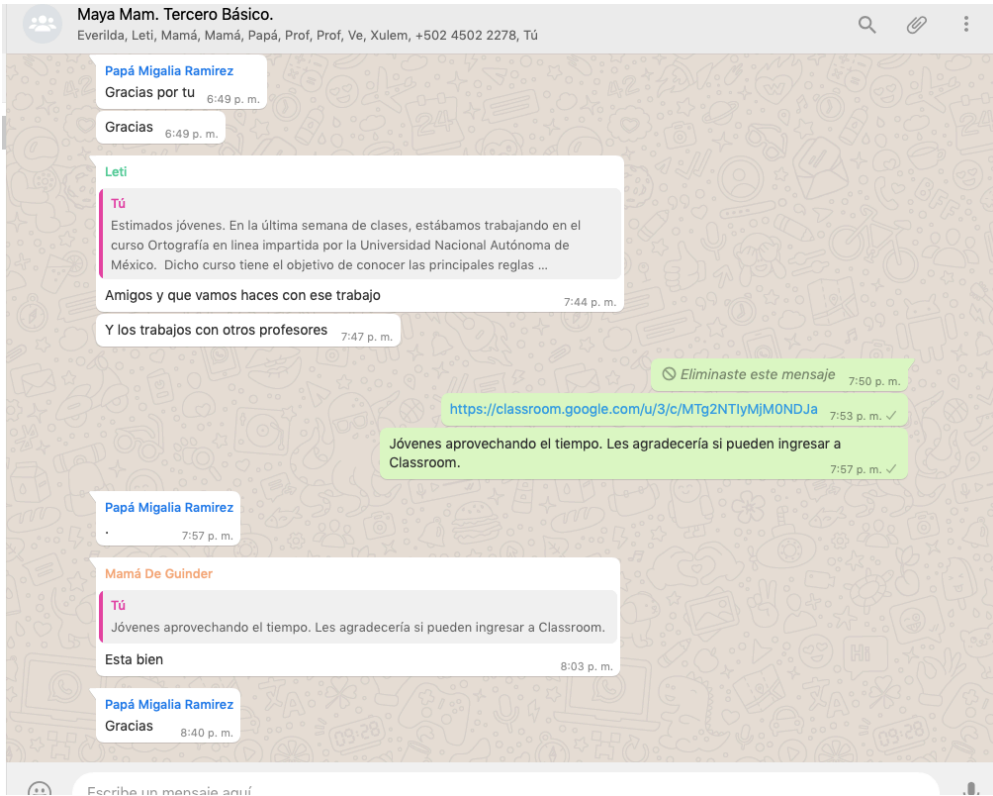 Maya Mam. Tercero Básico.
Everilda, Leti, Mamá, Mamá, Papá, Prof, Prof, Ve, Xulem, +502 4502 2278, Tú
Papá Migalia Ramirez
Gracias por tu 6:49 p. m.
Gracias 6:49 p. m.
Leti
Tú
Estimados jóvenes. En la última semana de clases, estábamos trabajando en el
curso Ortografía en linea impartida por la Universidad Nacional Autónoma de
México. Dicho curso tiene el objetivo de conocer las principales reglas ...
Amigos y que vamos haces con ese trabajo
7:44 p. m.
Y los trabajos con otros profesores 7:47 p. m.
Eliminaste este mensaje 7:50 p. m.
https://classroom.google.com/u/3/c/MTg2NTIyMjM0NDJa 7:53 p. m.
Jóvenes aprovechando el tiempo. Les agradecería si pueden ingresar a
Classroom.
7:57 p. m.
Papá Migalia Ramirez
. 7:57 p. m.
Mamá De Guinder
Tú
Jóvenes aprovechando el tiempo. Les agradecería si pueden ingresar a Classroom.
Esta bien
8:03 p. m.
Papá Migalia Ramirez
Gracias 8:40 p. m.
Escribe un mensaje aquí